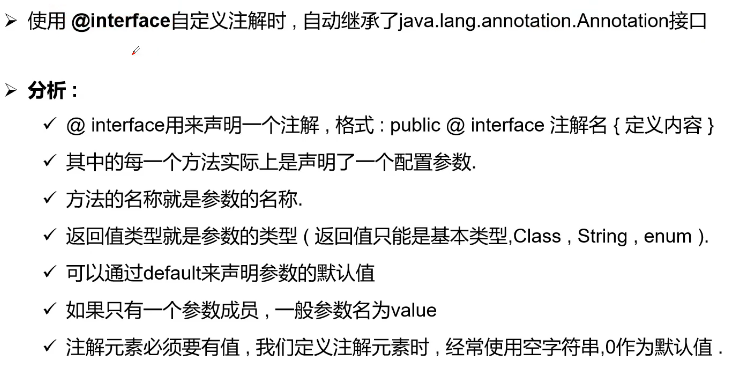 使用 @interface自定义注解时 , 自动继承了java.lang.annotation.Annotation接口
分析 :
@ interface用来声明一个注解 , 格式 : public @ interface 注解名 { 定义内容 }
其中的每一个方法实际上是声明了一个配置参数.
方法的名称就是参数的名称.
返回值类型就是参数的类型 ( 返回值只能是基本类型,Class , String , enum ).
可以通过default来声明参数的默认值
如果只有一个参数成员 , 一般参数名为value
注解元素必须要有值 , 我们定义注解元素时 , 经常使用空字符串,0作为默认值 .